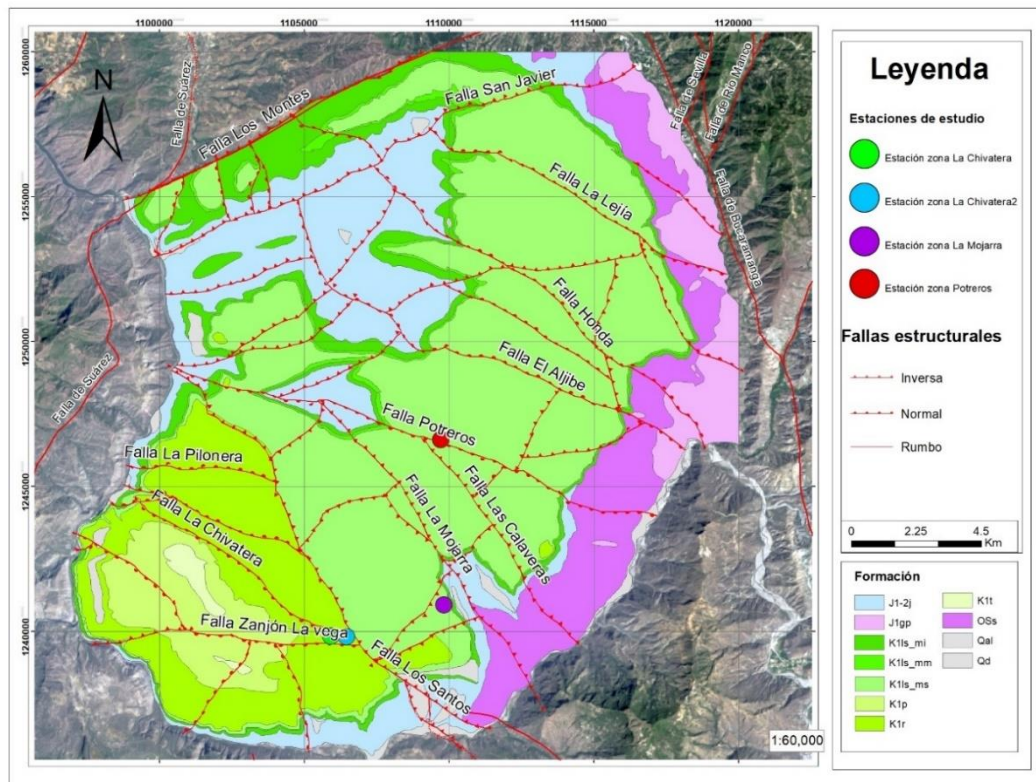 1100000 1105000 1110000 1115000 1120000
1260000
1255000
1250000
1245000
1240000
N
Falla de Suárez
Falla Los Montes
Falla San Javier
Falla de Sevilla
Falla de Río Manco
Falla de Bucaramanga
Falla La Lejía
Falla Honda
Falla El Aljibe
Falla de Suárez
Falla Potreros
Falla La Pilonera
Falla La Mojarra
Falla Las Calaveras
Falla La Chivatera
Falla Zanjón La vega
Falla Los Santos
1:60,000
Leyenda
Estaciones de estudio
Estación zona La Chivatera
Estación zona La Chivatera2
Estación zona La Mojarra
Estación zona Potreros
Fallas estructurales
Inversa
Normal
Rumbo
0 2.25 4.5
Km
Formación
J1-2j
J1gp
K1ls_mi
K1ls_mm
K1ls_ms
K1p
K1r
K1t
OSs
Qal
Qd